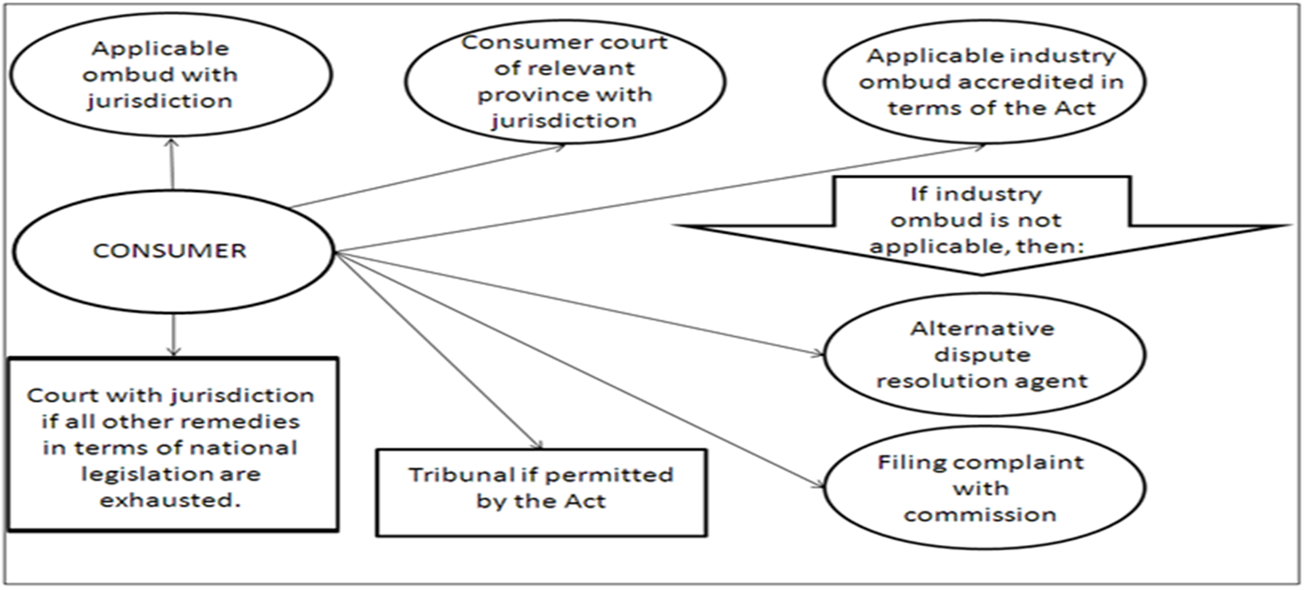 Applicable
ombud with
jurisdiction
Consumer court
of relevant
province with
jurisdiction
Applicable industry
ombud accredited in
terms of the Act
If industry
ombud is not
applicable, then:
CONSUMER
Alternative
dispute
resolution agent
Court with jurisdiction
if all other remedies
in terms of national
legislation are
exhausted.
Tribunal if permitted
by the Act
Filing complaint
with
commission